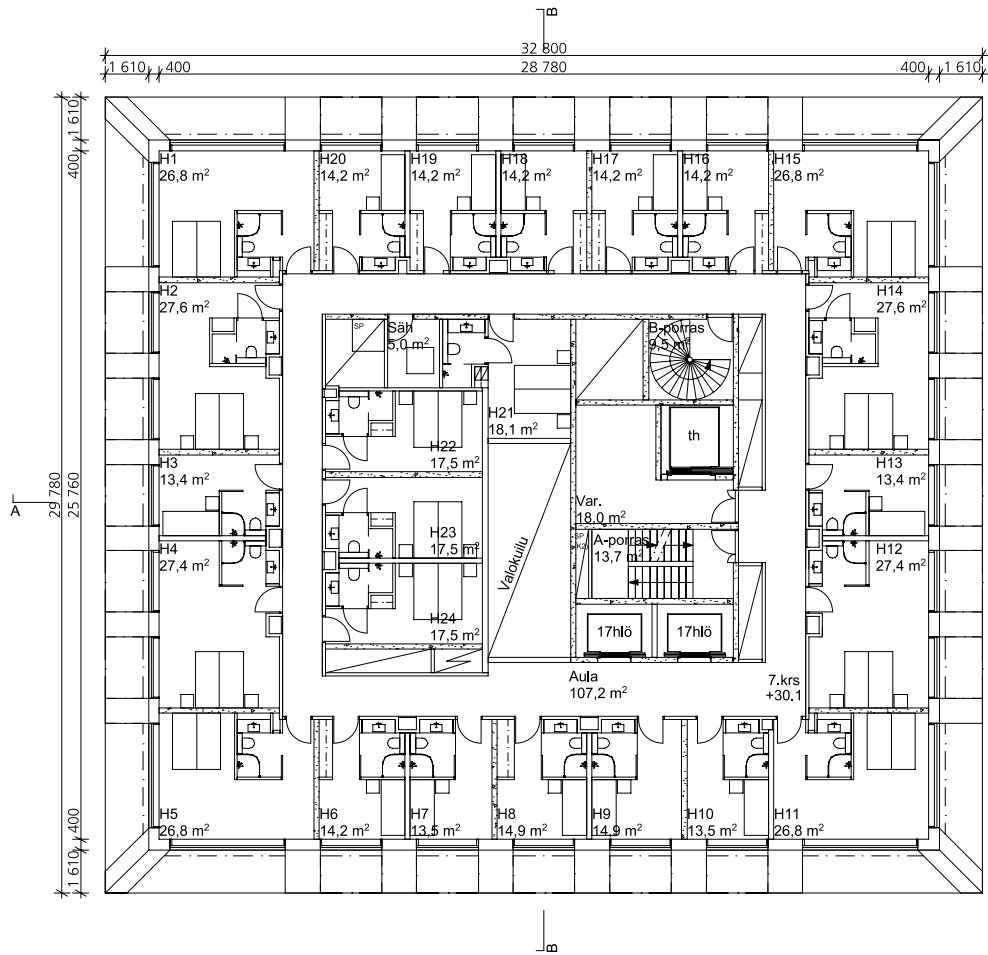 B
32 800
1 610 400 28 780 400 1 610
1 610
400
29 780
25 760
400
1 610
A
H1
26,8 m²
H20
14,2 m²
H19
14,2 m²
H18
14,2 m²
H17
14,2 m²
H16
14,2 m²
H15
26,8 m²
H2
27,6 m²
H14
27,6 m²
SP
Säh
5,0 m²
B-porras
9,5 m²
H21
18,1 m²
th
H22
17,5 m²
H3
13,4 m²
H13
13,4 m²
Var.
18,0 m²
H23
17,5 m²
SP
K2
A-porras
13,7 m²
H4
27,4 m²
H12
27,4 m²
Valokuilu
H24
17,5 m²
17hlö
17hlö
Aula
107,2 m²
7.krs
+30.1
H5
26,8 m²
H6
14,2 m²
H7
13,5 m²
H8
14,9 m²
H9
14,9 m²
H10
13,5 m²
H11
26,8 m²
B